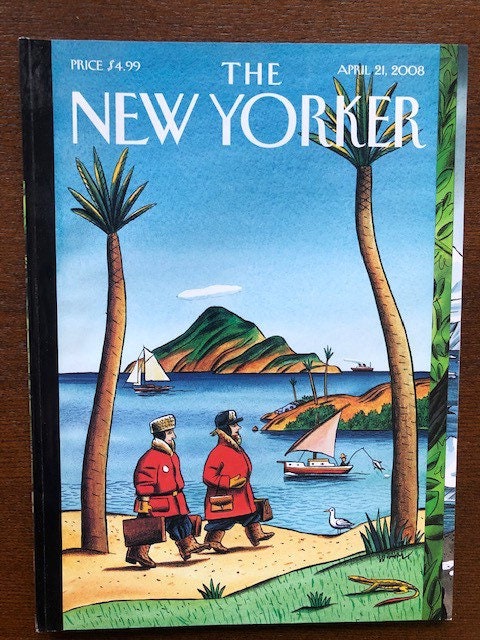 PRICE $4.99
THE
APRIL 21, 2008
NEW YORKER